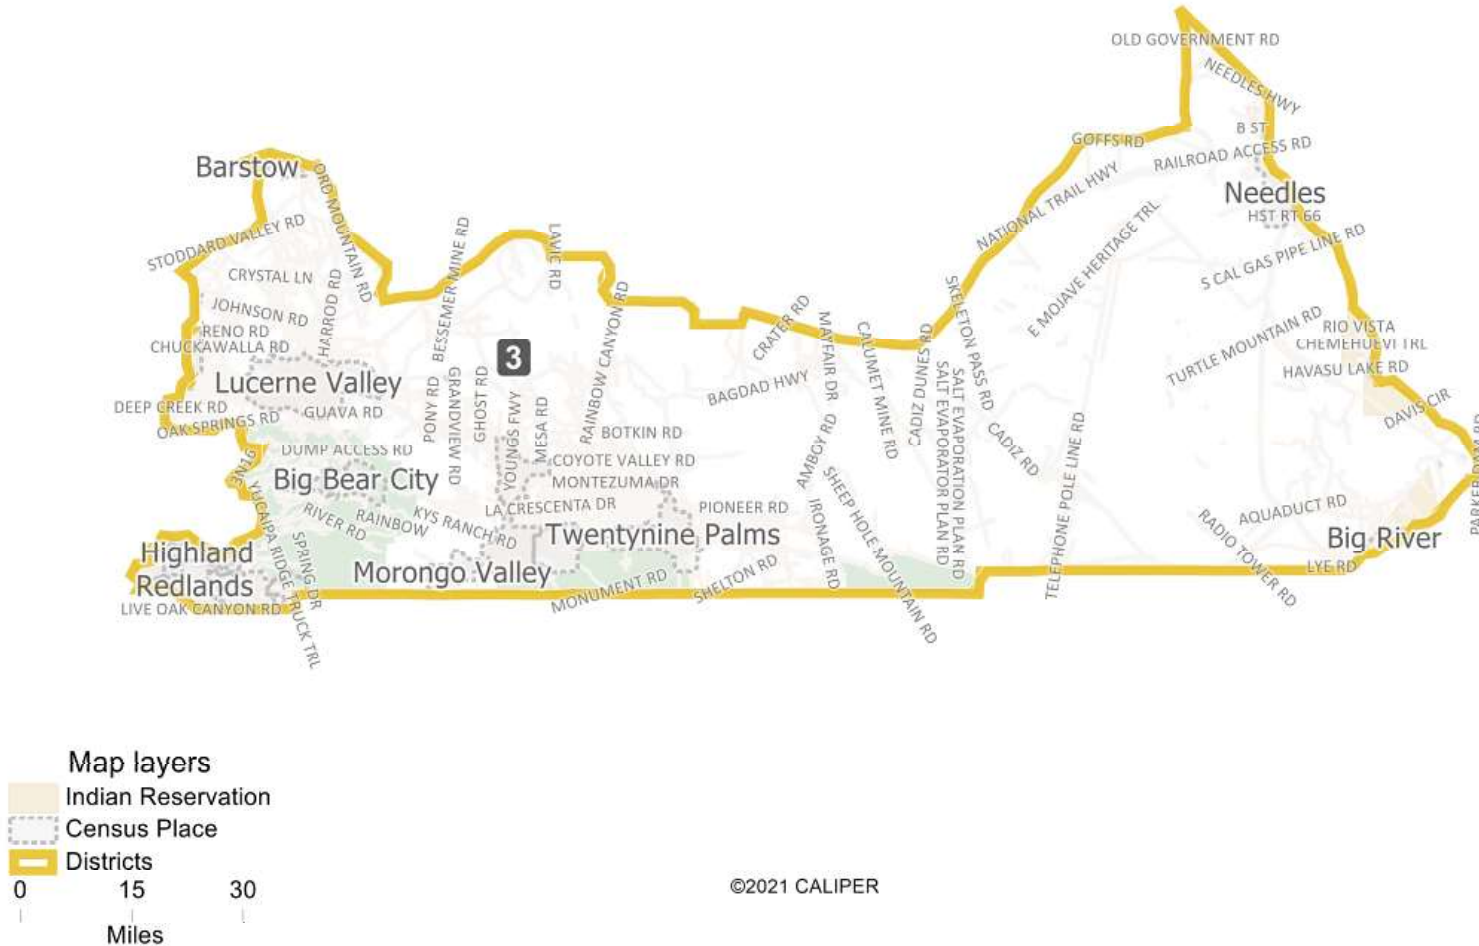 OLD GOVERNMENT RD
NEEDLES HWY
B ST
GOFFS RD
RAILROAD ACCESS RD
Barstow
NATIONAL TRAIL HWY
Needles
HST RT 66
ORD MOUNTAIN RD
STODDARD VALLEY RD
BESSEMER MINE RD
LAVIC RD
E MOJAVE HERITAGE TRL
S CAL GAS PIPE LINE RD
CRYSTAL LN
HARROD RD
JOHNSON RD
RENO RD
CHUCKAWALLA RD
3
RAINBOW CANYON RD
CRATER RD
MAYFAIR DR
CALUMET MINE RD
CADIZ DUNES RD
SKELETON PASS RD
TURTLE MOUNTAIN RD
RIO VISTA
CHEMEHUEVI TRL
HAVASU LAKE RD
Lucerne Valley
BAGDAD HWY
DEEP CREEK RD
OAK SPRINGS RD
GUAVA RD
PONY RD
GRANDVIEW RD
GHOST RD
YOUNGS FWY
MESA RD
BOTKIN RD
AMBOY RD
SALT EVAPORATOR PLAN RD
SALT EVAPORATION PLAN RD
CADIZ RD
DAVIS CIR
DUMP ACCESS RD
3N16
Big Bear City
COYOTE VALLEY RD
MONTEZUMA DR
SHEEP HOLE MOUNTAIN RD
TELEPHONE POLE LINE RD
PARKER DAM RD
YUCAIPA RIDGE TRUCK TRL
RIVER RD
RAINBOW
KYS RANCH RD
LA CRESCENTA DR
PIONEER RD
IRONAGE RD
AQUADUCT RD
RADIO TOWER RD
Highland
SPRING DR
Twentynine Palms
Big River
Redlands
Morongo Valley
MONUMENT RD
SHELTON RD
LYE RD
LIVE OAK CANYON RD
Map layers
Indian Reservation
Census Place
Districts
0 15 30
Miles
©2021 CALIPER